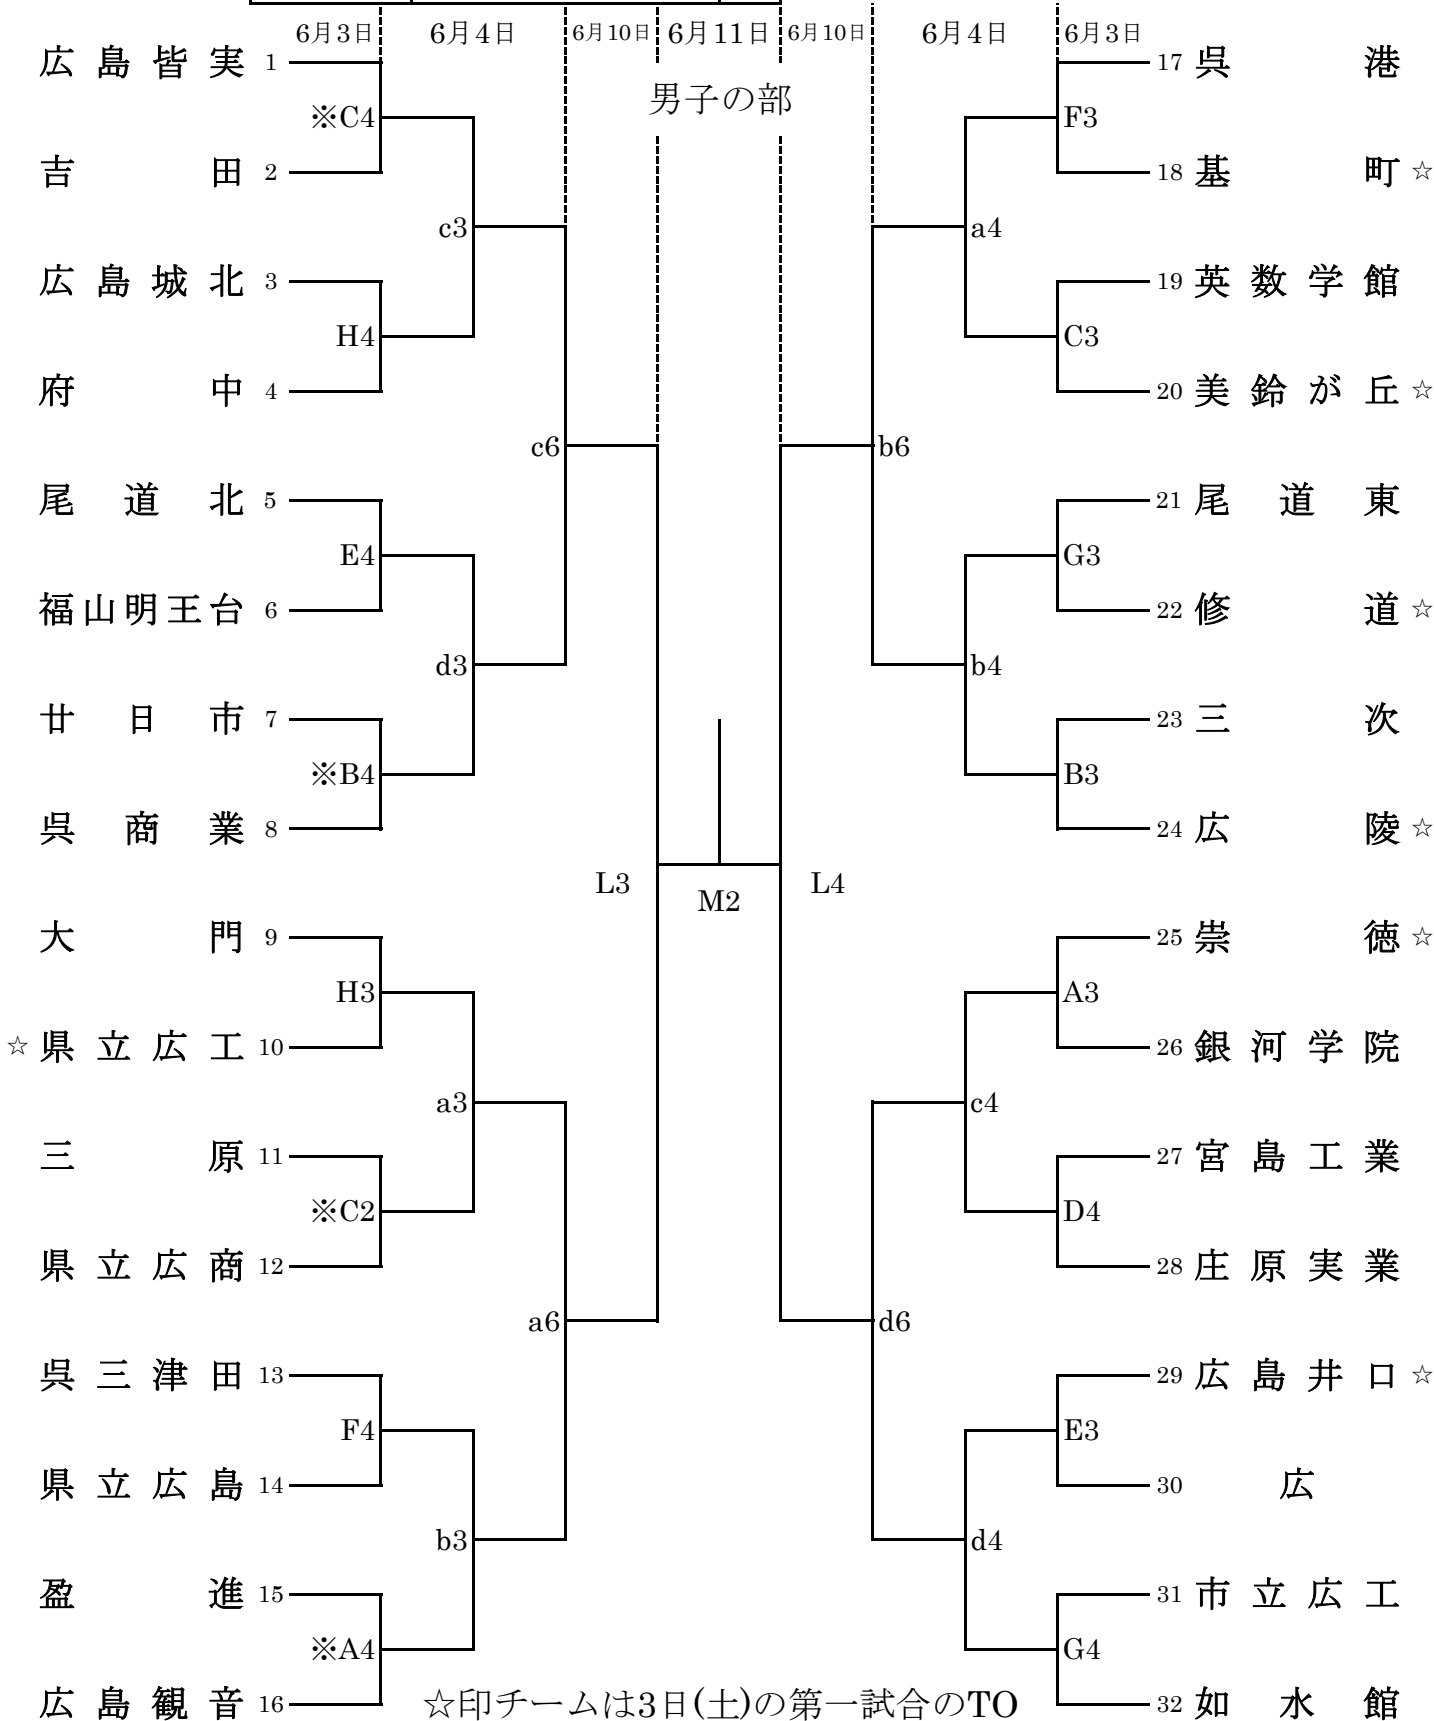 6月3日 6月4日 6月10日 6月11日 6月10日 6月4日 6月3日
男子の部
広島皆実 1
※C4
吉田 2
c3
広島城北 3
H4
府中 4
c6
尾道北 5
E4
福山明王台 6
d3
廿日市 7
※B4
呉商業 8
L3
M2
L4
大門 9
H3
☆ 県立広工 10
a3
三原 11
※C2
県立広商 12
a6
呉三津田 13
F4
県立広島 14
b3
盈進 15
※A4
広島観音 16
17 呉港
F3
18 基町 ☆
a4
19 英数学館
C3
20 美鈴が丘 ☆
b6
21 尾道東
G3
22 修道 ☆
b4
23 三次
B3
24 広陵 ☆
25 崇徳 ☆
A3
26 銀河学院
c4
27 宮島工業
D4
28 庄原実業
d6
29 広島井口 ☆
E3
30 広
d4
31 市立広工
G4
32 如水館
☆印チームは3日(土)の第一試合のTO